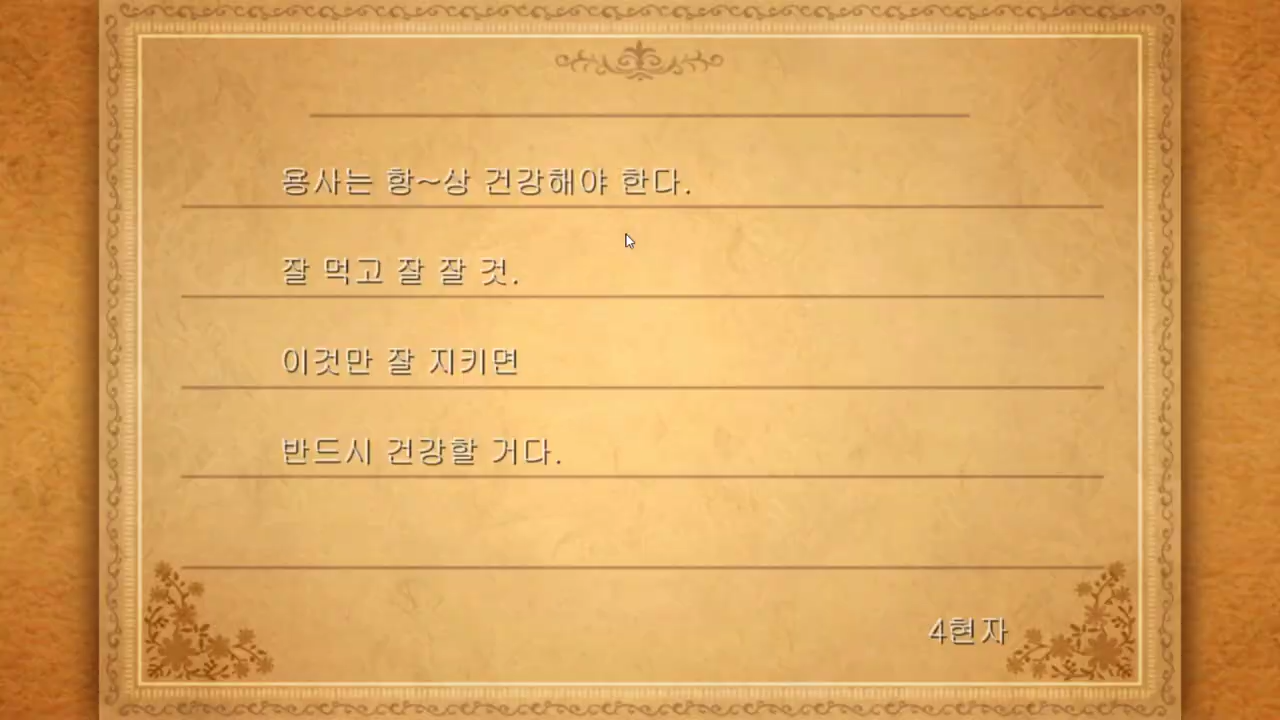 용사는 항~상 건강해야 한다.
잘 먹고 잘 잘 것.
이것만 잘 지키면
반드시 건강할 거다.
4현자